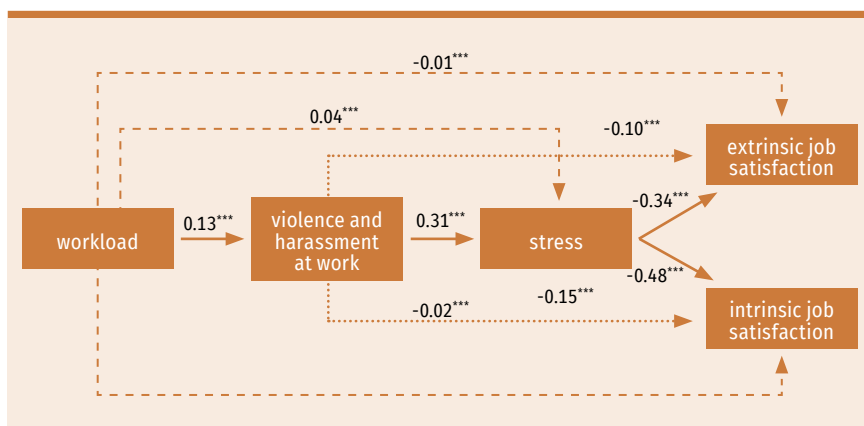 -0.01***
0.04***
-0.10***
extrinsic job
satisfaction
-0.34***
workload
0.13***
violence and
harassment
at work
0.31***
stress
-0.48***
-0.15***
-0.02***
intrinsic job
satisfaction